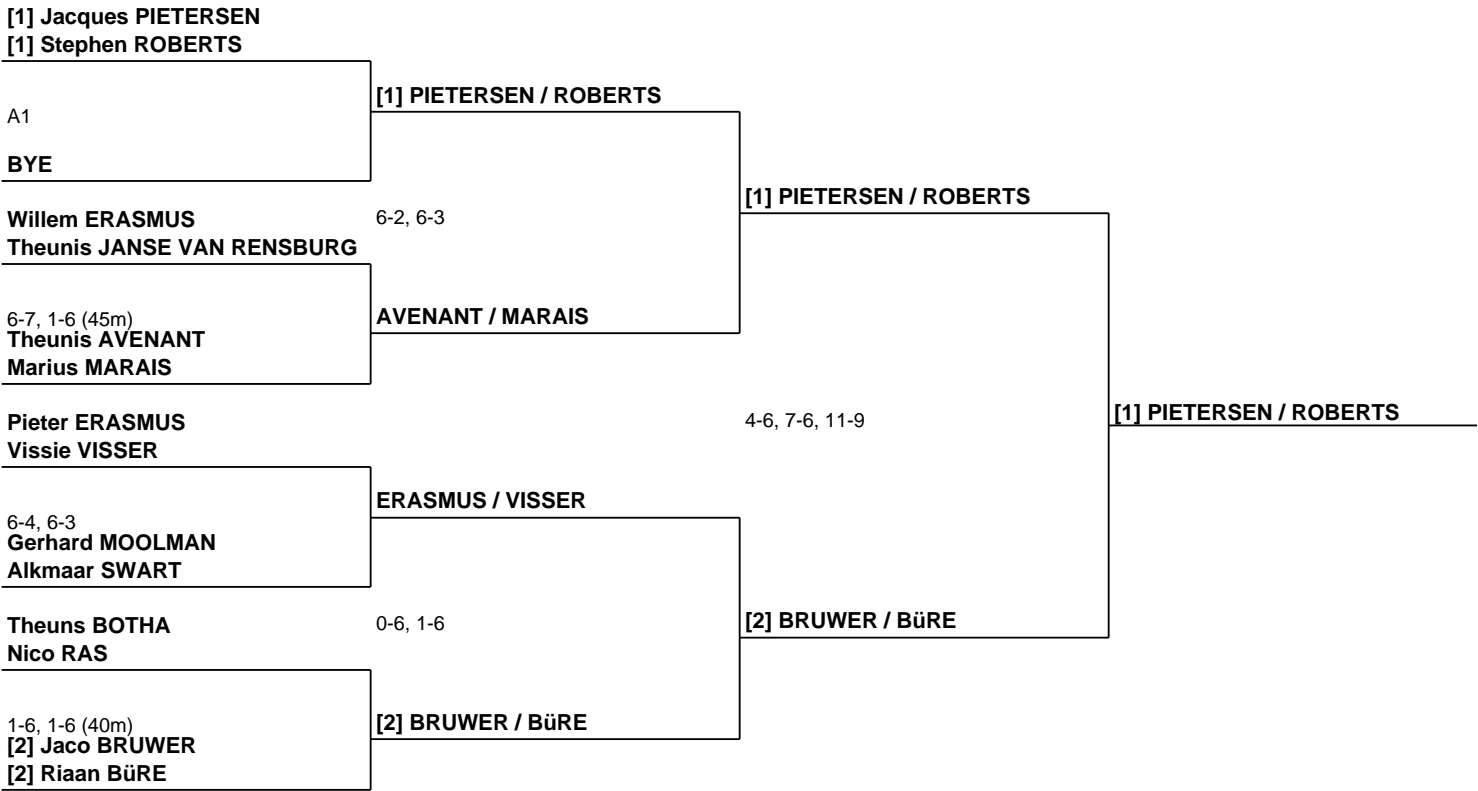 [1] Jacques PIETERSEN
[1] Stephen ROBERTS
[1] PIETERSEN / ROBERTS
A1
BYE
[1] PIETERSEN / ROBERTS
Willem ERASMUS
6-2, 6-3
Theunis JANSE VAN RENSBURG
6-7, 1-6 (45m)
AVENANT / MARAIS
Theunis AVENANT
Marius MARAIS
Pieter ERASMUS
4-6, 7-6, 11-9
[1] PIETERSEN / ROBERTS
Vissie VISSER
ERASMUS / VISSER
6-4, 6-3
Gerhard MOOLMAN
Alkmaar SWART
Theuns BOTHA
0-6, 1-6
[2] BRUWER / BüRE
Nico RAS
1-6, 1-6 (40m)
[2] BRUWER / BüRE
[2] Jaco BRUWER
[2] Riaan BüRE